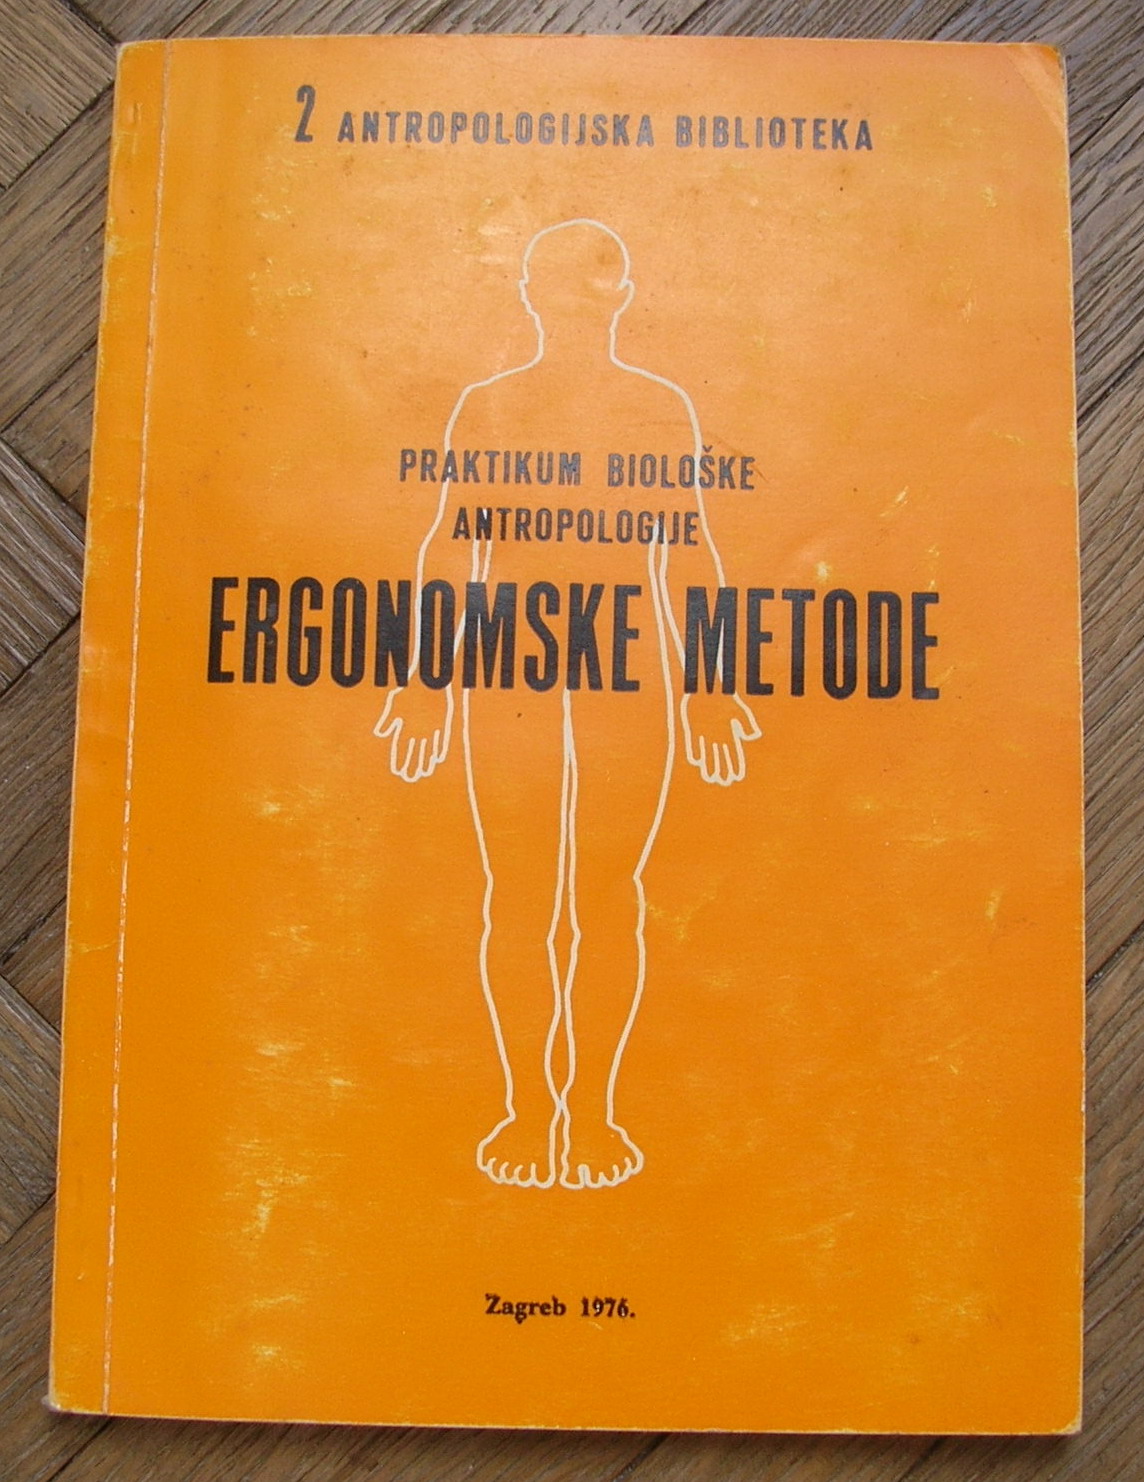 2 ANTROPOLOGIJSKA BIBLIOTEKA
PRAKTIKUM BIOLOŠKE
ANTROPOLOGIJE
ERGONOMSKE METODE
Zagreb 1976.